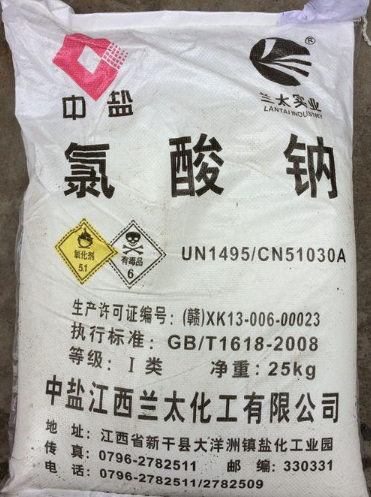 中盐
®
兰太实业
LANTAI INDUSTRY
氯酸钠
氧化剂
5.1
有毒品
6
UN1495/CN51030A
生产许可证编号：(赣)XK13-006-00023
执行标准：GB/T1618-2008
等级：Ⅰ类 净重：25kg
中盐江西兰太化工有限公司
地址：江西省新干县大洋洲镇盐化工业园
传真：0796-2782511 邮编：330331
电话：0796-2782511/2782509